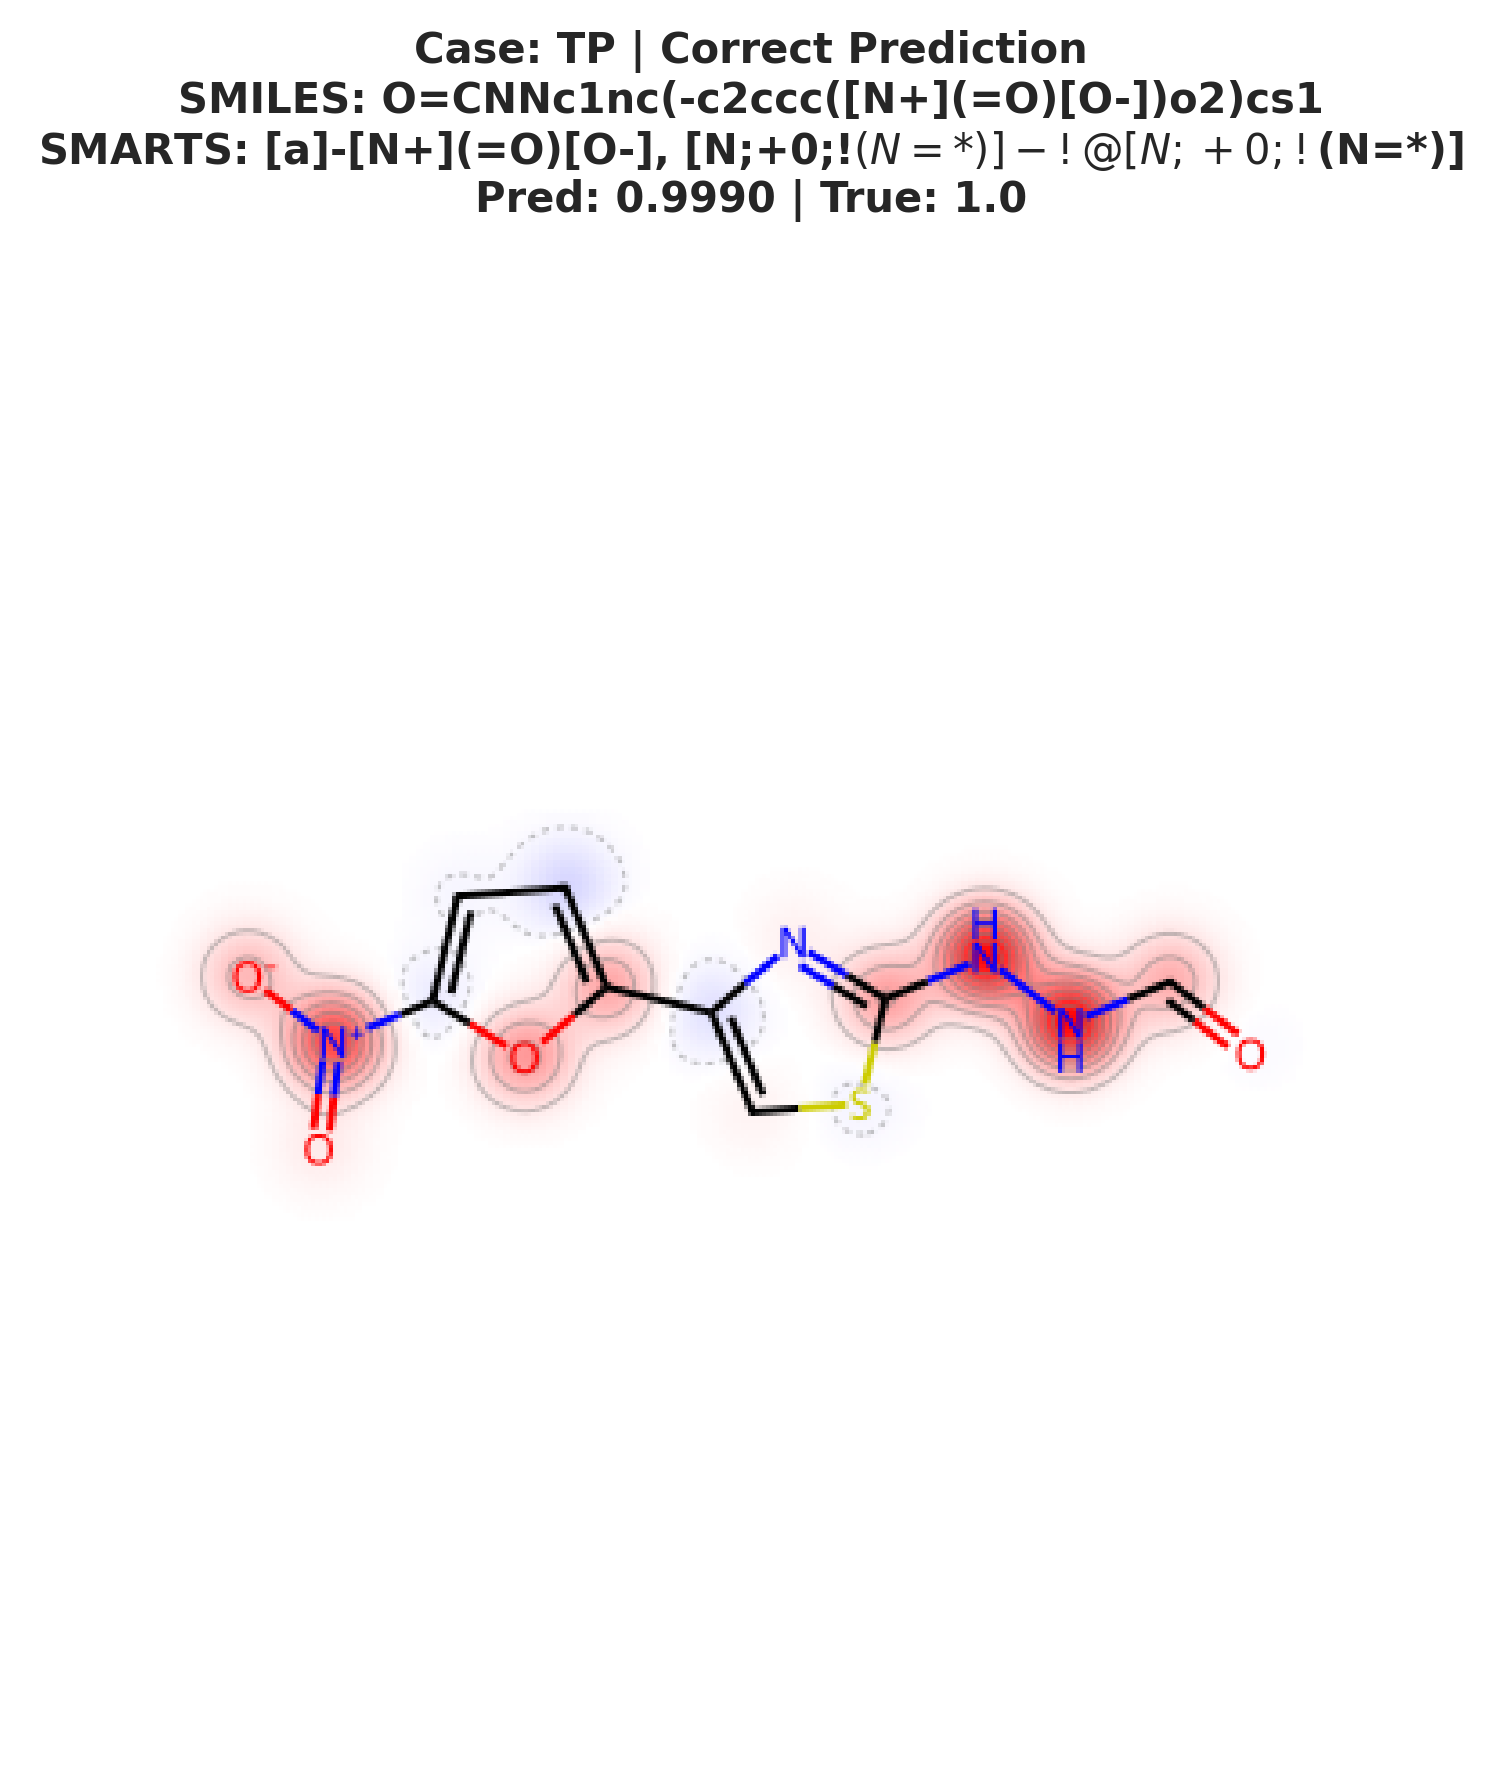 Case: TP | Correct Prediction
SMILES: O=CNNc1nc(-c2ccc([N+](=O)[O-])o2)cs1
SMARTS: [a]-[N+](=O)[O-], [N;+0;!(N = *)] − ! @[N; + 0; ! (N=*)]
Pred: 0.9990 | True: 1.0
H
N
N
O-
N+
N
H
O
O
S
O